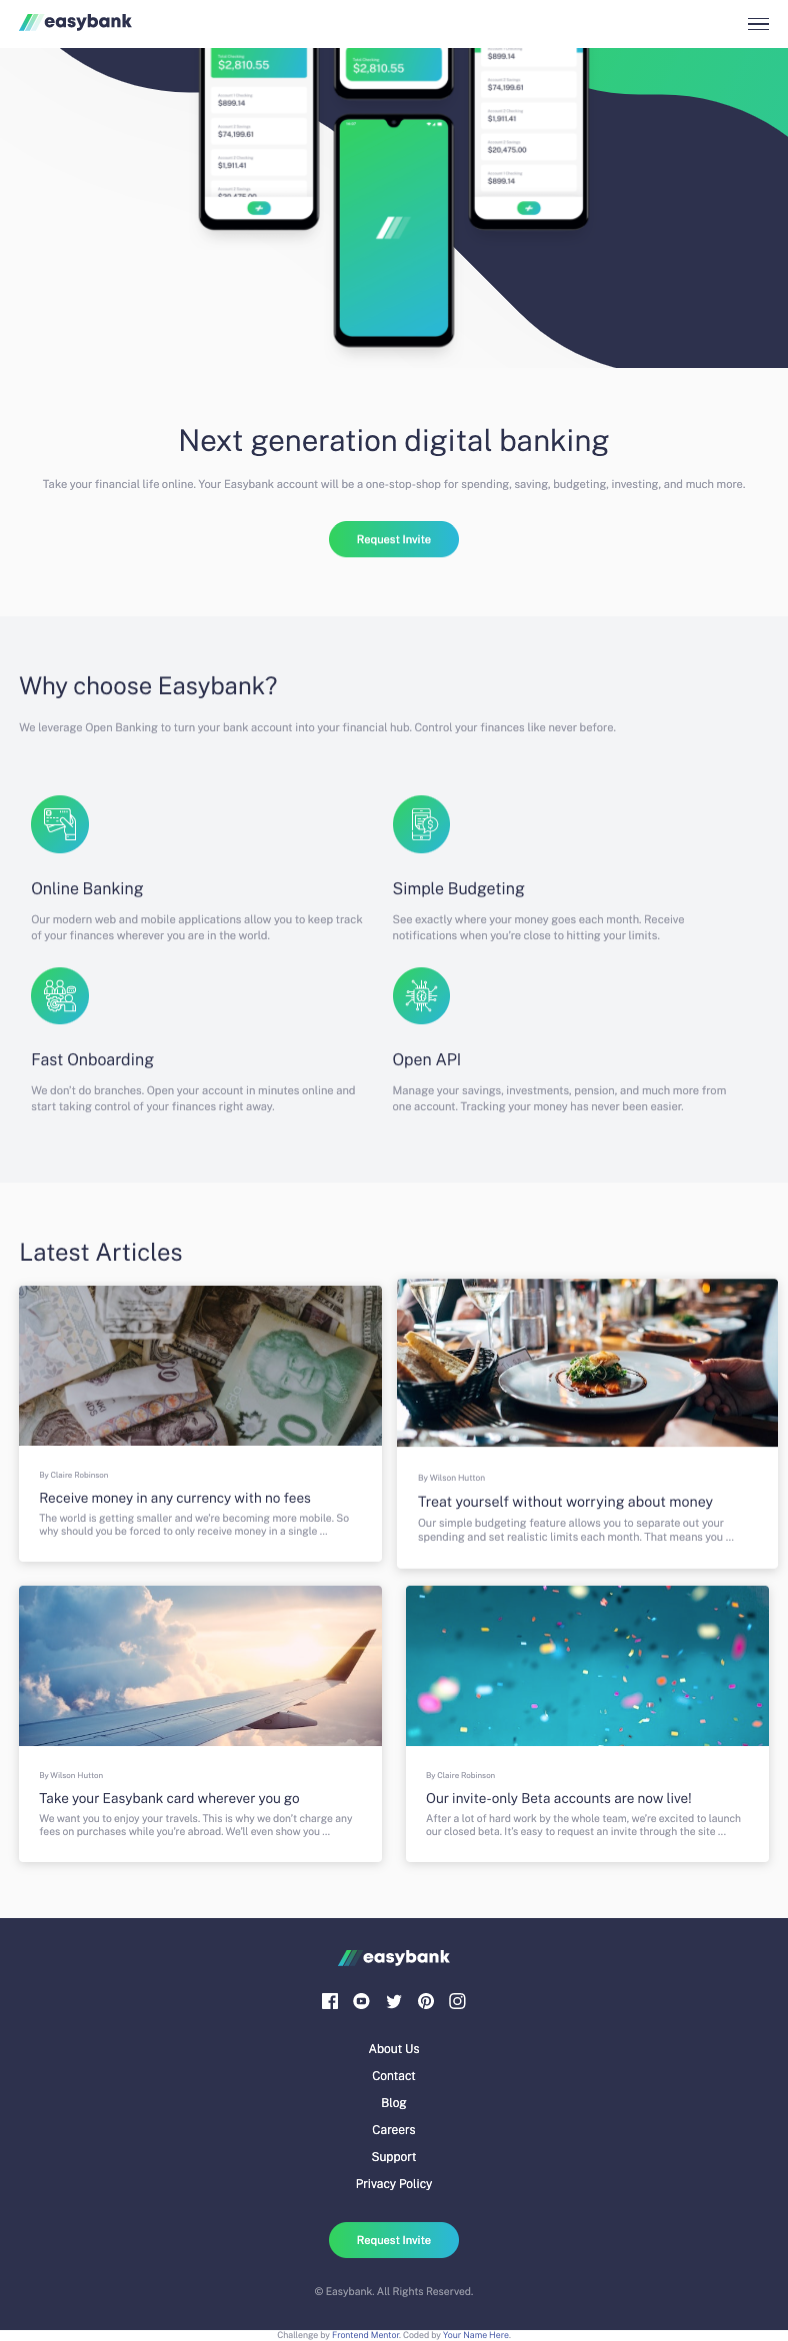 easybank
Total Checking
$2,810.55
Total Checking
$2,810.55
$899.14
Account 1 Checking
$899.14
Account 2 Savings
$74,199.61
Account 2 Savings
$74,199.61
$1,911.41
$1,911.41
$20,475.00
$899.14
Next generation digital banking
Take your financial life online. Your Easybank account will be a one-stop-shop for spending, saving, budgeting, investing, and much more.
Request Invite
Why choose Easybank?
We leverage Open Banking to turn your bank account into your financial hub. Control your finances like never before.
Online Banking
Our modern web and mobile applications allow you to keep track
of your finances wherever you are in the world.
Simple Budgeting
See exactly where your money goes each month. Receive
notifications when you're close to hitting your limits.
Fast Onboarding
We don't do branches. Open your account in minutes online and
start taking control of your finances right away.
Open API
Manage your savings, investments, pension, and much more from
one account. Tracking your money has never been easier.
Latest Articles
By Claire Robinson
Receive money in any currency with no fees
The world is getting smaller and we're becoming more mobile. So
why should you be forced to only receive money in a single ...
By Wilson Hutton
Treat yourself without worrying about money
Our simple budgeting feature allows you to separate out your
spending and set realistic limits each month. That means you ...
By Wilson Hutton
Take your Easybank card wherever you go
We want you to enjoy your travels. This is why we don't charge any
fees on purchases while you're abroad. We'll even show you ...
By Claire Robinson
Our invite-only Beta accounts are now live!
After a lot of hard work by the whole team, we're excited to launch
our closed beta. It's easy to request an invite through the site ...
easybank
About Us
Contact
Blog
Careers
Support
Privacy Policy
Request Invite
© Easybank. All Rights Reserved.
Challenge by Frontend Mentor. Coded by Your Name Here.